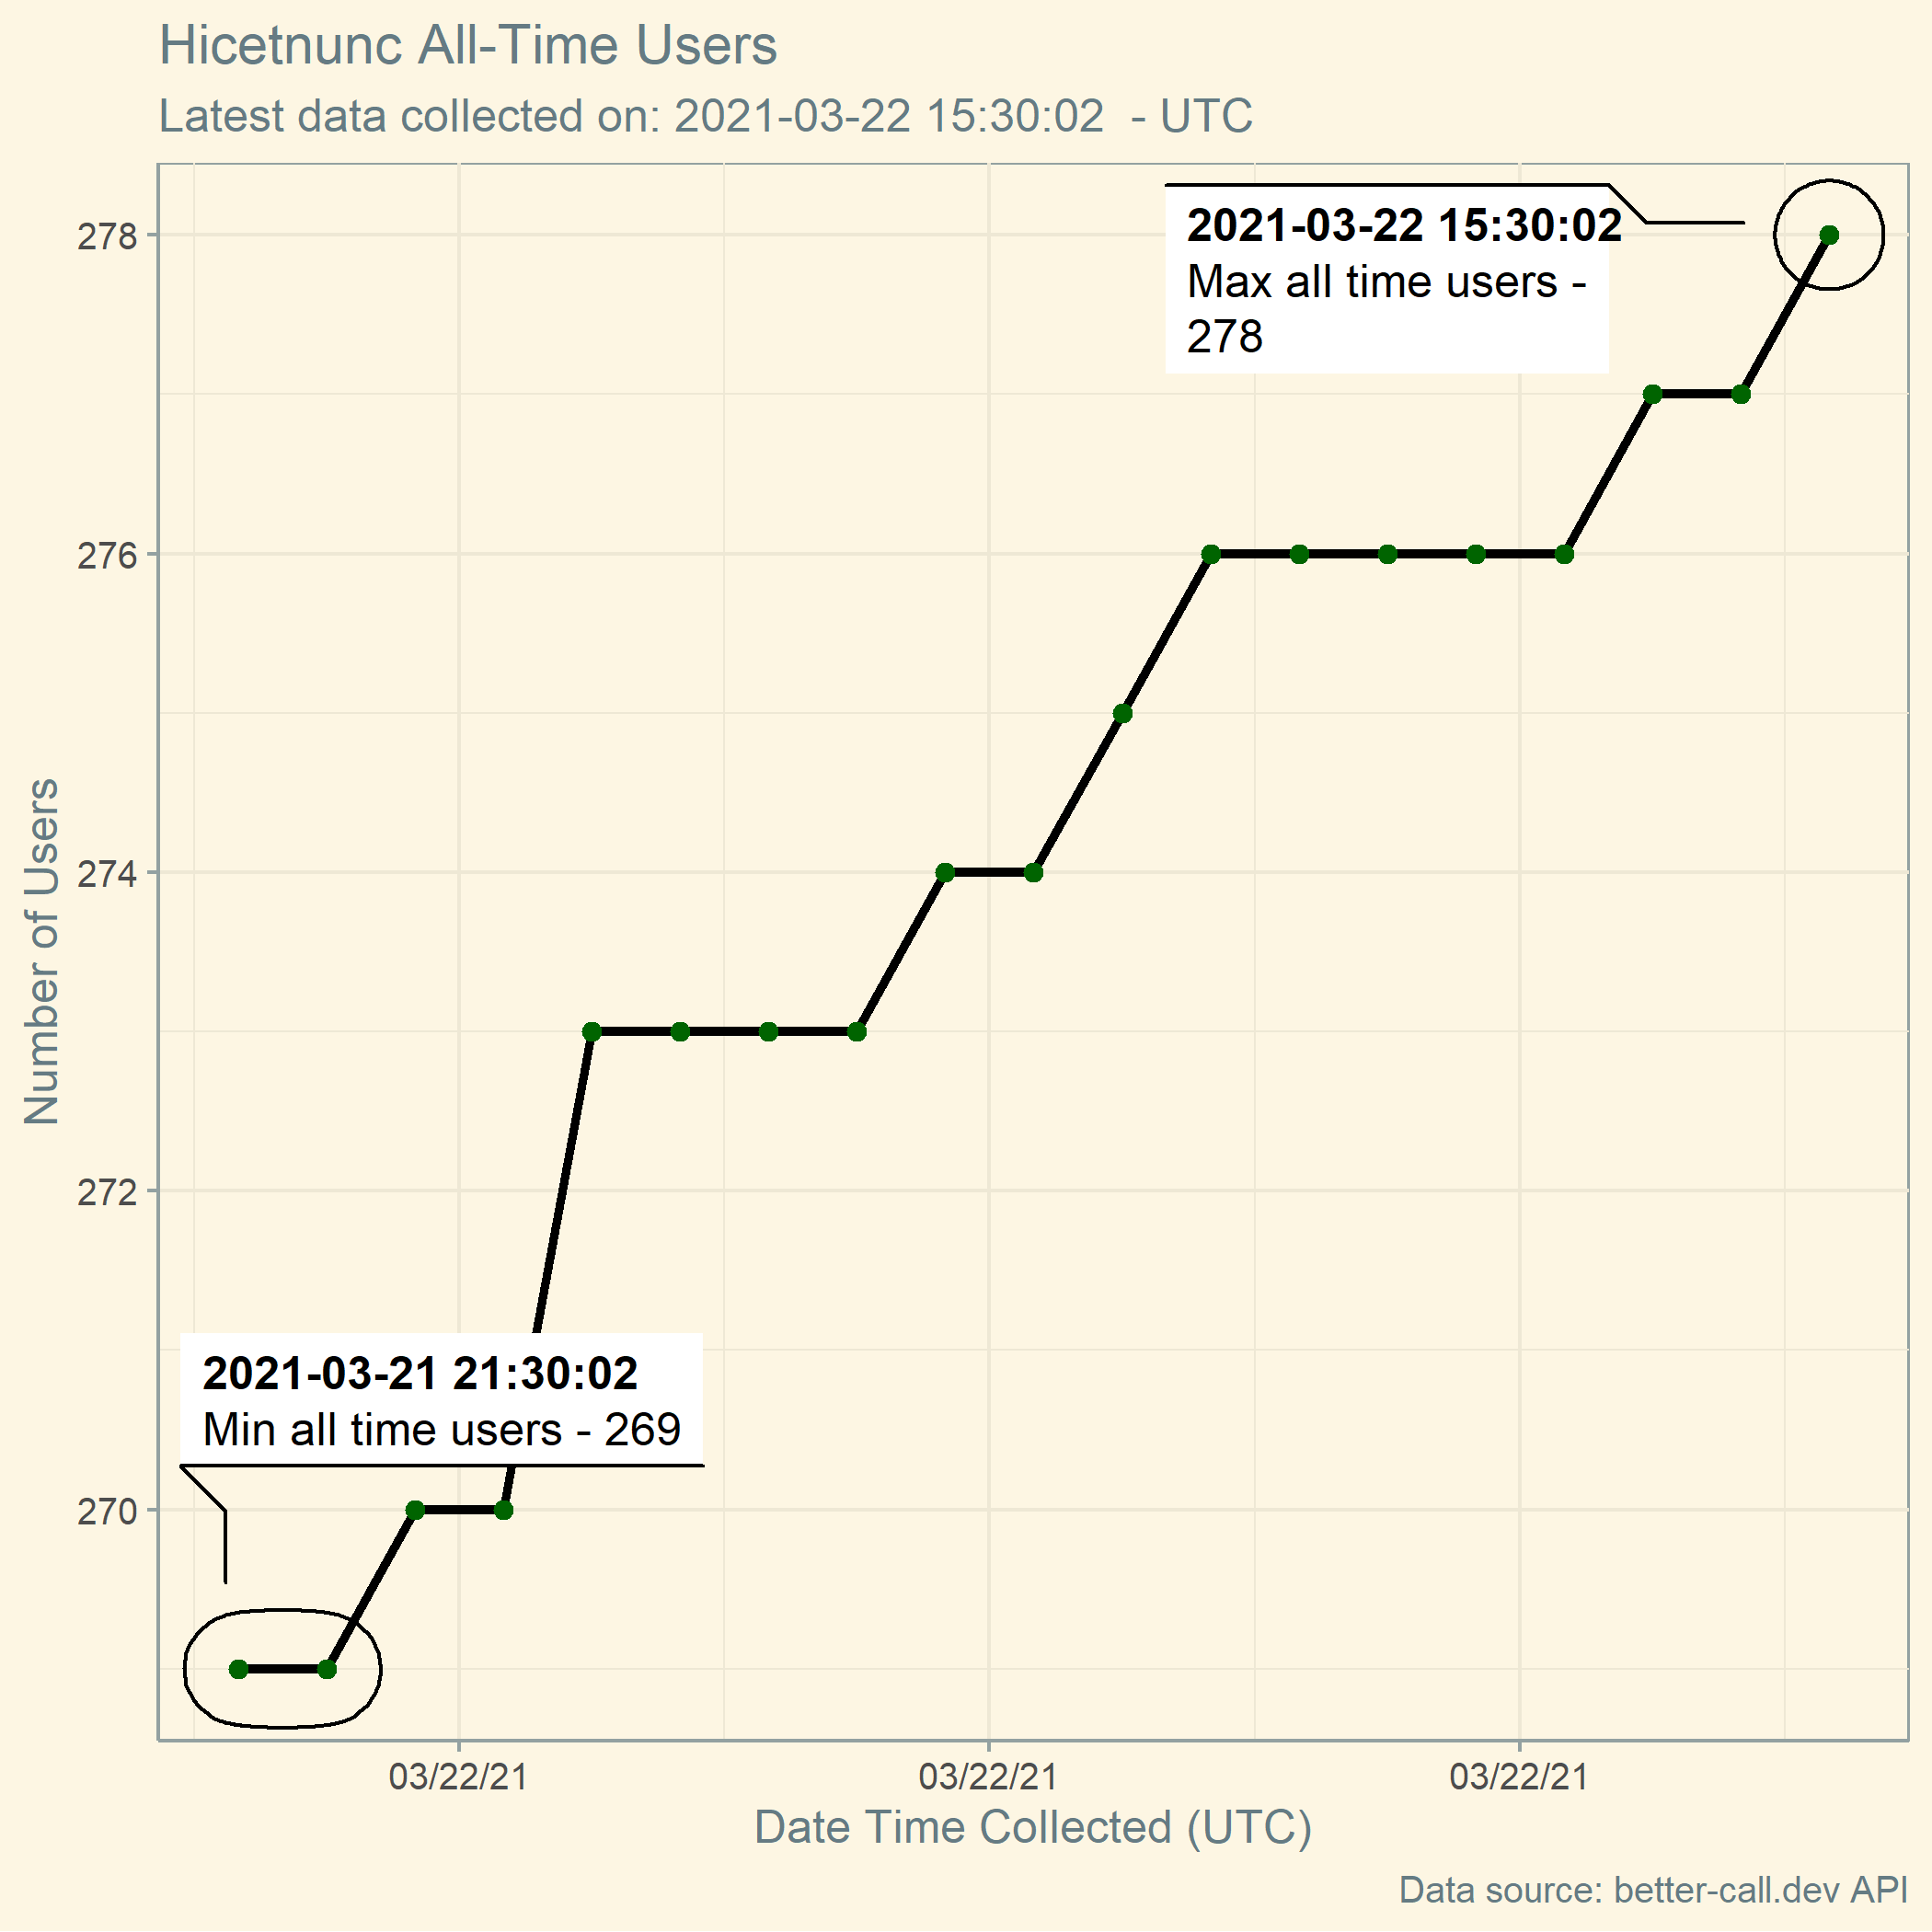 Hicetnunc All-Time Users
Latest data collected on: 2021-03-22 15:30:02  - UTC
2021-03-22 15:30:02
Max all time users -
278
2021-03-21 21:30:02
Min all time users - 269
Number of Users
278
276
274
272
270
03/22/21
03/22/21
03/22/21
Date Time Collected (UTC)
Data source: better-call.dev API